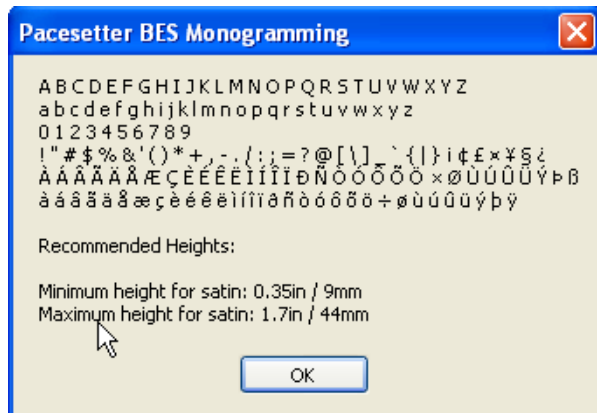 Pacesetter BES Monogramming
A B C D E F G H I J K L M N O P Q R S T U V W X Y Z
a b c d e f g h i j k l m n o p q r s t u v w x y z
0 1 2 3 4 5 6 7 8 9
! " # $ % & ' ( ) * + , - . / : ; = ? @ [ \ ] _ ` { | } ¡ ¢ £ × ¥ § ¿
À Á Â Ã Ä Å Æ Ç È É Ê Ë Ì Í Î Ï Ð Ñ Ò Ó Ô Õ Ö × Ø Ù Ú Û Ü Ý Þ ß
à á â ã ä å æ ç è é ê ë ì í î ï ð ñ ò ó ô õ ö ÷ ø ù ú û ü ý þ ÿ
Recommended Heights:
Minimum height for satin: 0.35in / 9mm
Maximum height for satin: 1.7in / 44mm
OK